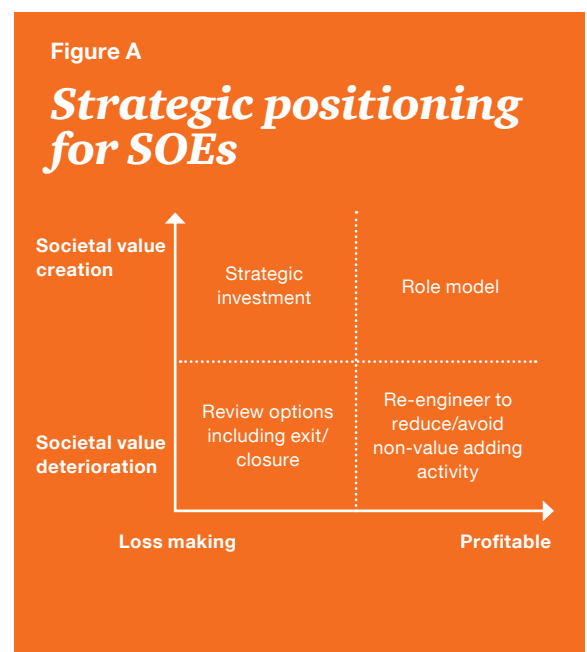 Figure A
Strategic positioning
for SOEs
Societal value
creation
Strategic
investment
Role model
Societal value
deterioration
Review options
including exit/
closure
Re-engineer to
reduce/avoid
non-value adding
activity
Loss making
Profitable